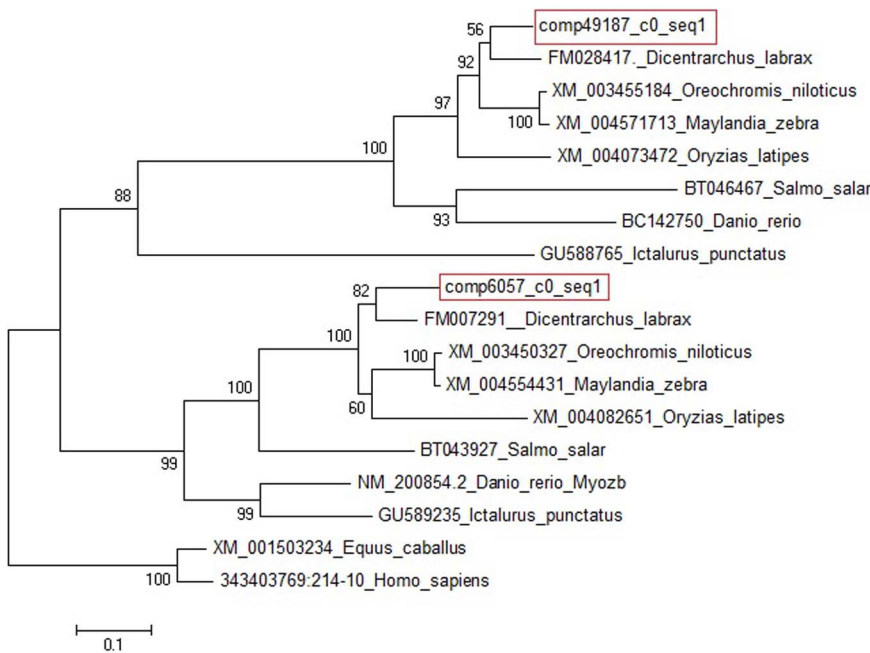 56
comp49187_c0_seq1
92
FM028417._Dicentrarchus_labrax
97
XM_003455184_Oreochromis_niloticus
100
XM_004571713_Maylandia_zebra
100
XM_004073472_Oryzias_latipes
88
BT046467_Salmo_salar
93
BC142750_Danio_rerio
GU588765_Ictalurus_punctatus
82
comp6057_c0_seq1
FM007291__Dicentrarchus_labrax
100
100
XM_003450327_Oreochromis_niloticus
100
XM_004554431_Maylandia_zebra
60
XM_004082651_Oryzias_latipes
BT043927_Salmo_salar
99
NM_200854.2_Danio_rerio_Myozb
99
GU589235_Ictalurus_punctatus
XM_001503234_Equus_caballus
100
343403769:214-10_Homo_sapiens
0.1